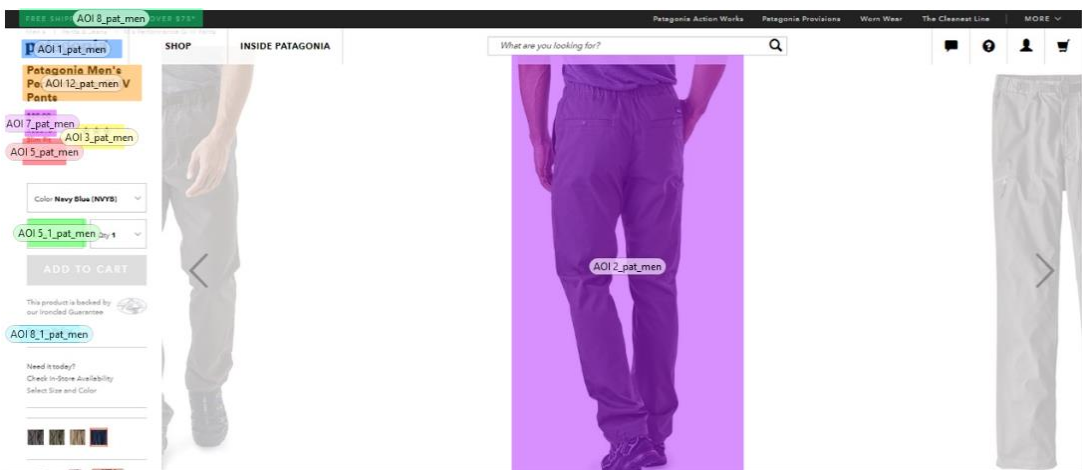 FREE SHIPP AOI 8_pat_men OVER $75*
Patagonia Action Works Patagonia Provisions Worn Wear The Cleanest Line MORE
AOI 1_pat_men
SHOP
INSIDE PATAGONIA
What are you looking for?
Patagonia Men's
AOI 12_pat_men V
Pants
AOI 7_pat_men
AOI 3_pat_men
AOI 5_pat_men
Color Navy Blue (NVYB)
AOI 5_1_pat_men Qty 1
ADD TO CART
AOI 2_pat_men
This product is backed by
our Ironclad Guarantee
AOI 8_1_pat_men
Need it today?
Check In-Store Availability
Select Size and Color